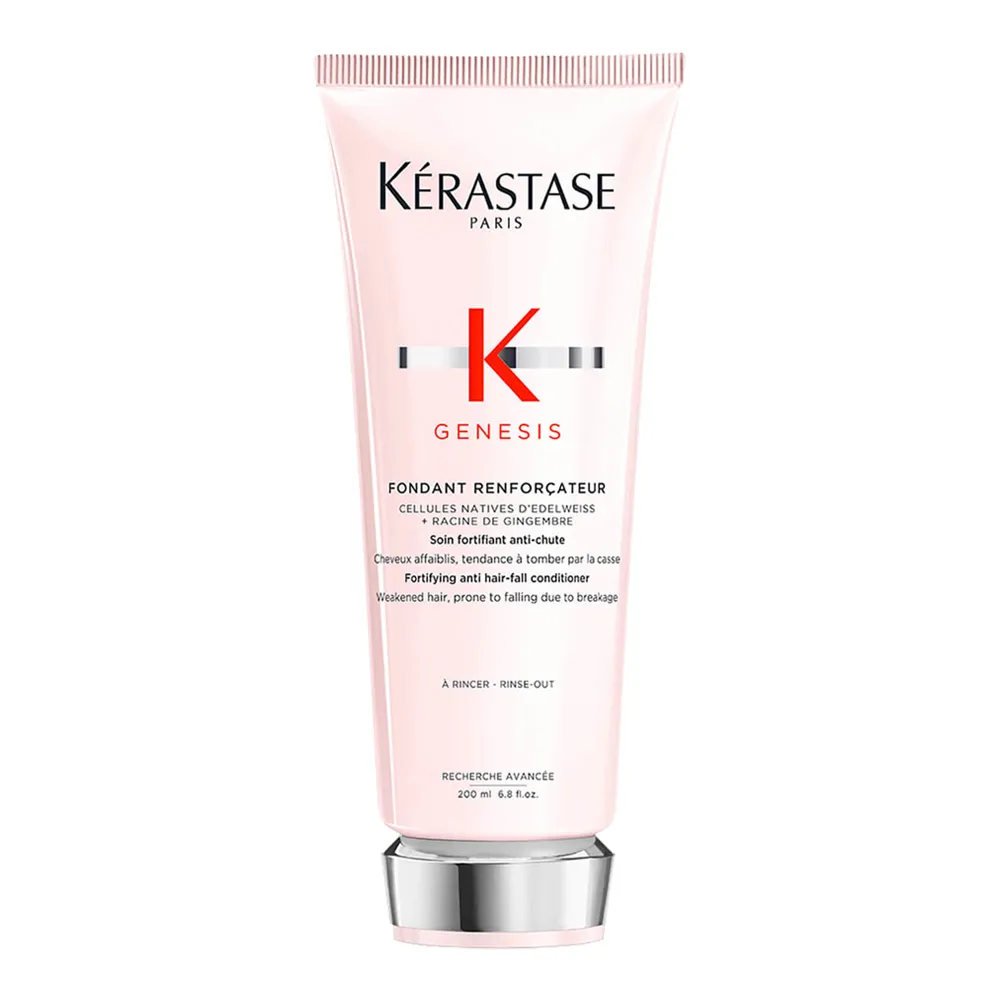 KÉRASTASE
PARIS
K
GENESIS
FONDANT RENFORÇATEUR
CELLULES NATIVES D'EDELWEISS
+ RACINE DE GINGEMBRE
Soin fortifiant anti-chute
Cheveux affaiblis, tendance à tomber par la casse
Fortifying anti hair-fall conditioner
Weakened hair, prone to falling due to breakage
À RINCER - RINSE-OUT
RECHERCHE AVANCÉE
200 ml 6.8 fl.oz.